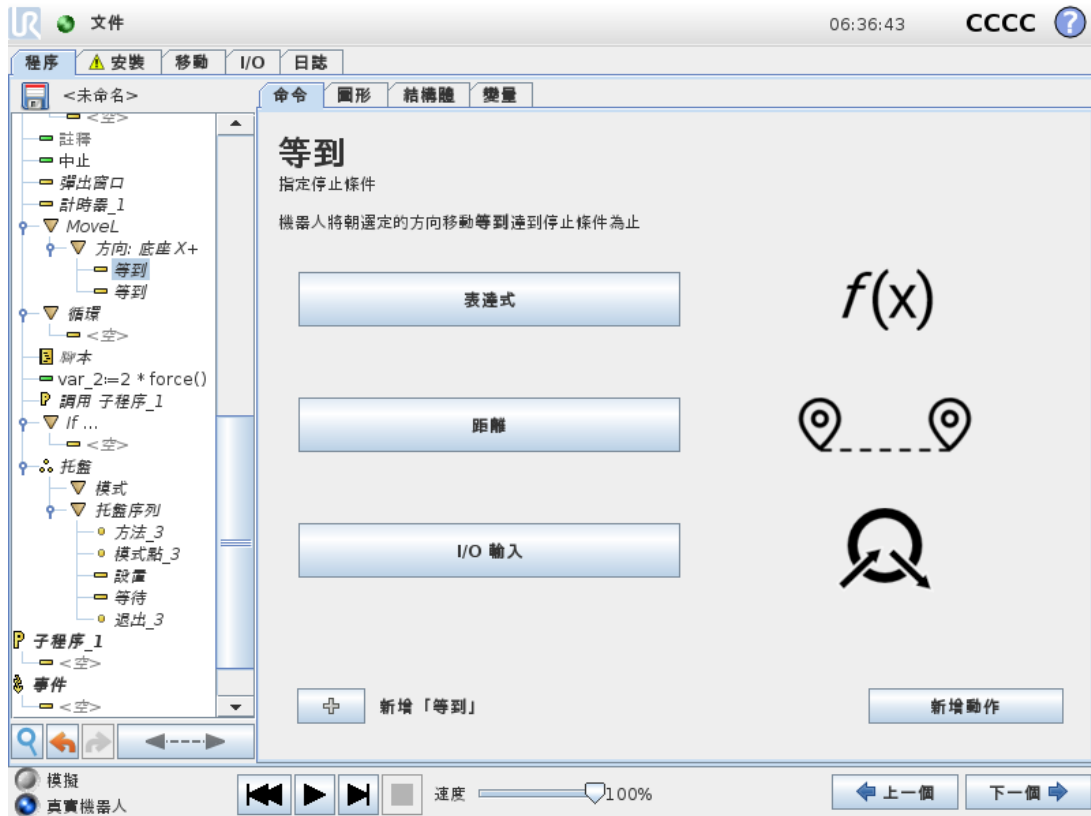 UR 文件 06:36:43 CCCC ?
程序 安裝 移動 I/O 日誌
<未命名>
命令 圖形 結構體 變量
<空>
註釋
中止
彈出窗口
計時器_1
MoveL
方向: 底座 X+
等到
等到
循環
<空>
腳本
var_2:=2 * force()
P 調用 子程序_1
If ...
<空>
托盤
模式
托盤序列
方法_3
模式點_3
設置
等待
退出_3
P 子程序_1
<空>
事件
<空>
等到
指定停止條件
機器人將朝選定的方向移動等到達到停止條件為止
表達式
f(x)
距離
I/O 輸入
新增「等到」
新增動作
模擬
真實機器人
速度 100%
上一個
下一個